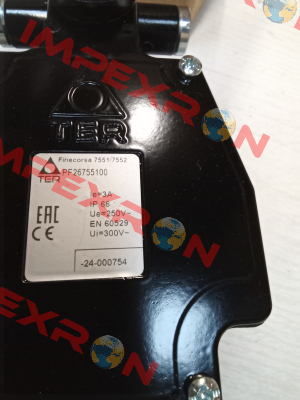 IMPEXRON
TER
Finecorsa 7551/7552
PF26755100
TER
Ie=3A
IP 66
Ue=250V~
EN 60529
Ui=300V~
EAC
CE
-24-000754
IMPEXRON
IMPEXRON